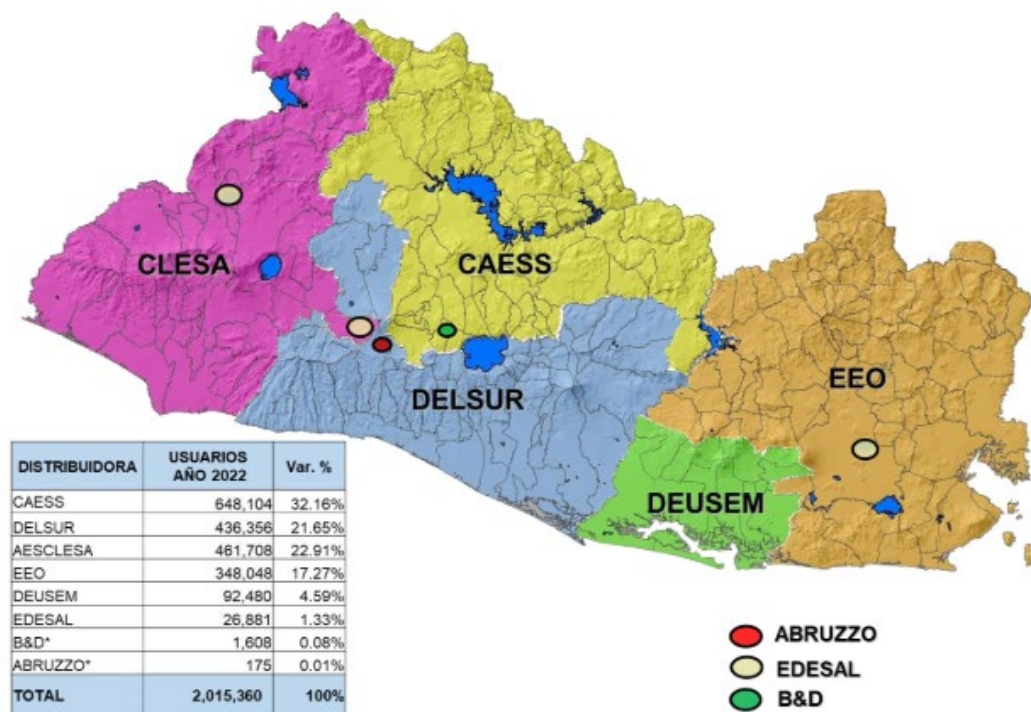 CLESA
CAESS
DELSUR
EEO
DEUSEM
DISTRIBUIDORA USUARIOS AÑO 2022 Var. %
CAESS 648,104 32.16%
DELSUR 436,356 21.65%
AESCLESA 461,708 22.91%
EEO 348,048 17.27%
DEUSEM 92,480 4.59%
EDESAL 26,881 1.33%
B&D* 1,608 0.08%
ABRUZZO* 175 0.01%
TOTAL 2,015,360 100%
ABRUZZO
EDESAL
B&D